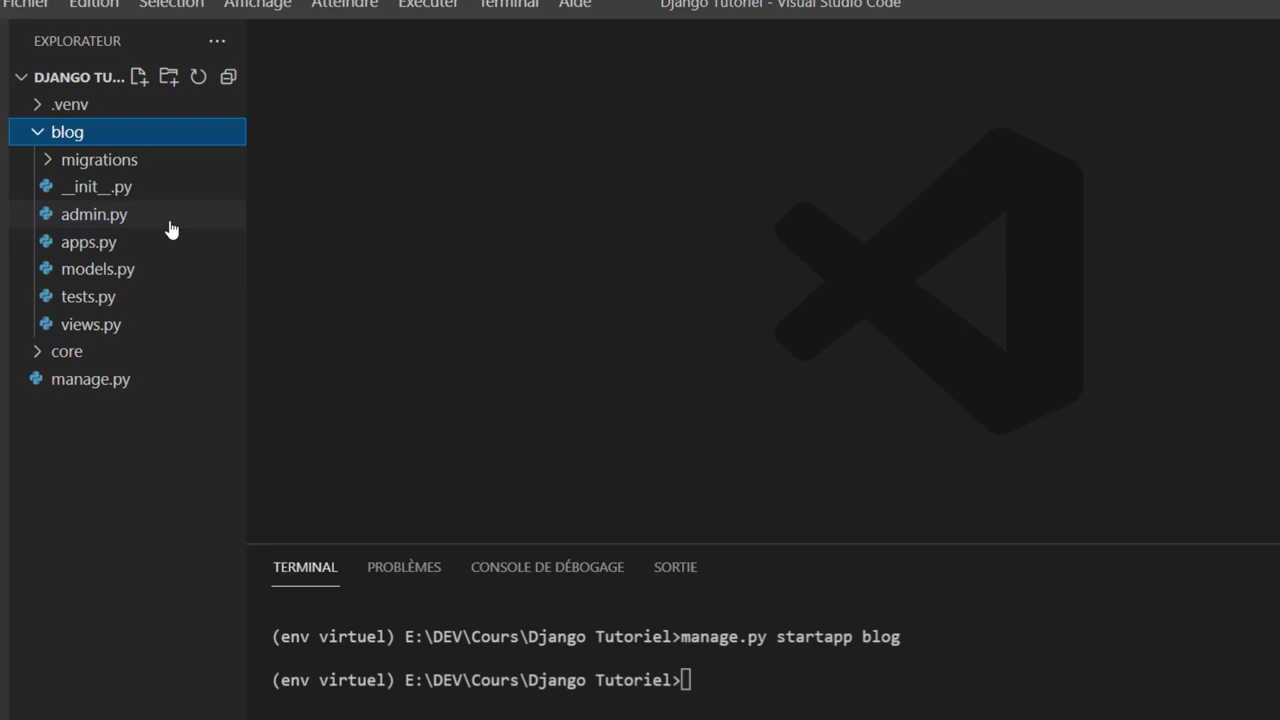 Fichier Edition Sélection Affichage Atteindre Exécuter Terminal Aide Django Tutoriel - Visual Studio Code
EXPLORATEUR ...
DJANGO TU...
.venv
blog
migrations
__init__.py
admin.py
apps.py
models.py
tests.py
views.py
core
manage.py
TERMINAL PROBLÈMES CONSOLE DE DÉBOGAGE SORTIE
(env virtuel) E:\DEV\Cours\Django Tutoriel>manage.py startapp blog
(env virtuel) E:\DEV\Cours\Django Tutoriel>